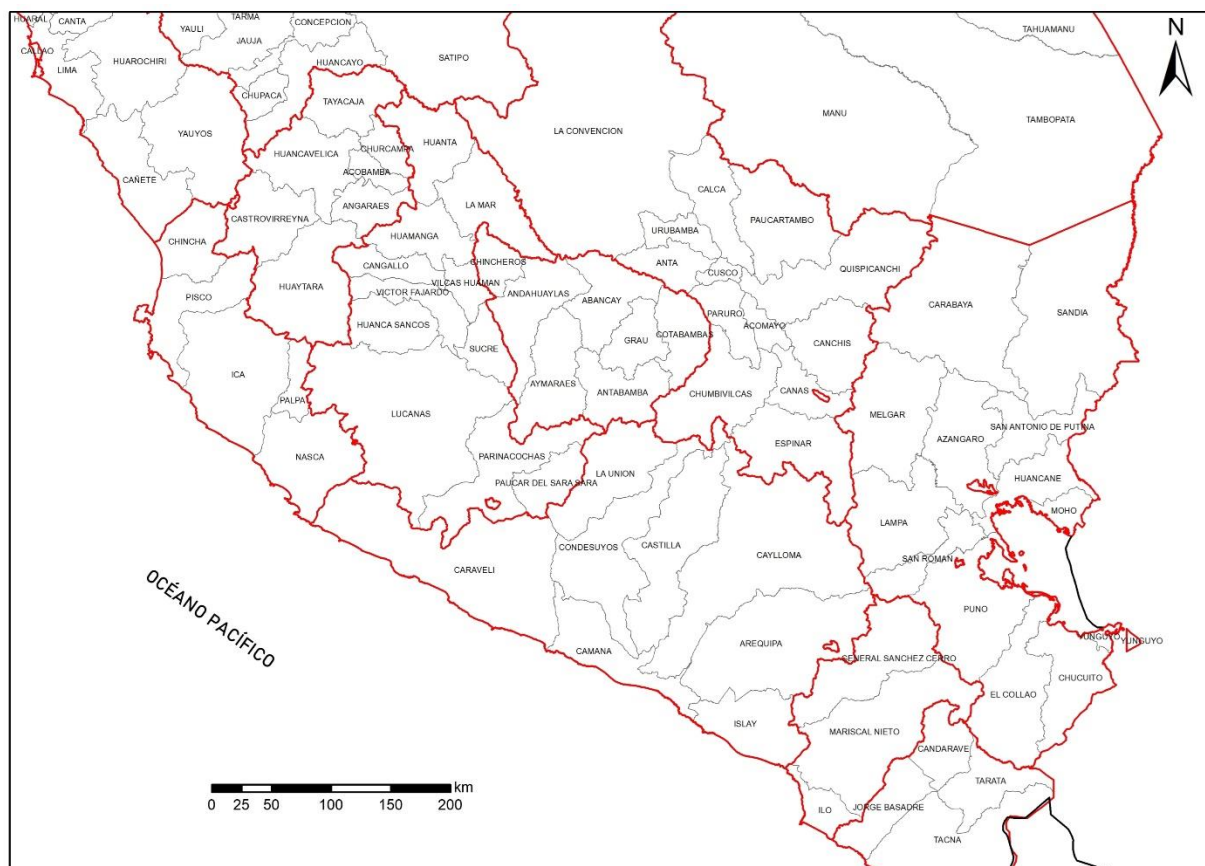 HUARAL
CANTA
YAULI
TARMA
CONCEPCION
JAUJA
TAHUAMANU
N
CALLAO
LIMA
HUAROCHIRI
HUANCAYO
SATIPO
CHUPACA
TAYACAJA
MANU
TAMBOPATA
YAUYOS
LA CONVENCION
HUANTA
CHURCAMPA
HUANCAVELICA
ACOBAMBA
CAÑETE
CALCA
ANGARAES
LA MAR
CASTROVIRREYNA
PAUCARTAMBO
URUBAMBA
CHINCHA
HUAMANGA
CHINCHEROS
ANTA
CANGALLO
CUSCO
QUISPICANCHI
VILCAS HUAMAN
HUAYTARA
VICTOR FAJARDO
ANDAHUAYLAS
PISCO
ABANCAY
CARABAYA
SANDIA
PARURO
HUANCA SANCOS
ACOMAYO
COTABAMBAS
GRAU
CANCHIS
SUCRE
ICA
AYMARAES
ANTABAMBA
CHUMBIVILCAS
CANAS
PALPA
LUCANAS
MELGAR
SAN ANTONIO DE PUTINA
AZANGARO
ESPINAR
NASCA
PARINACOCHAS
LA UNION
HUANCANE
PAUCAR DEL SARA SARA
MOHO
LAMPA
CONDESUYOS
CASTILLA
CAYLLOMA
SAN ROMAN
CARAVELI
PUNO
OCÉANO PACÍFICO
YUNGUYO
YUNGUYO
AREQUIPA
CAMANA
GENERAL SANCHEZ CERRO
CHUCUITO
EL COLLAO
ISLAY
MARISCAL NIETO
CANDARAVE
TARATA
km
0 25 50 100 150 200
ILO
JORGE BASADRE
TACNA